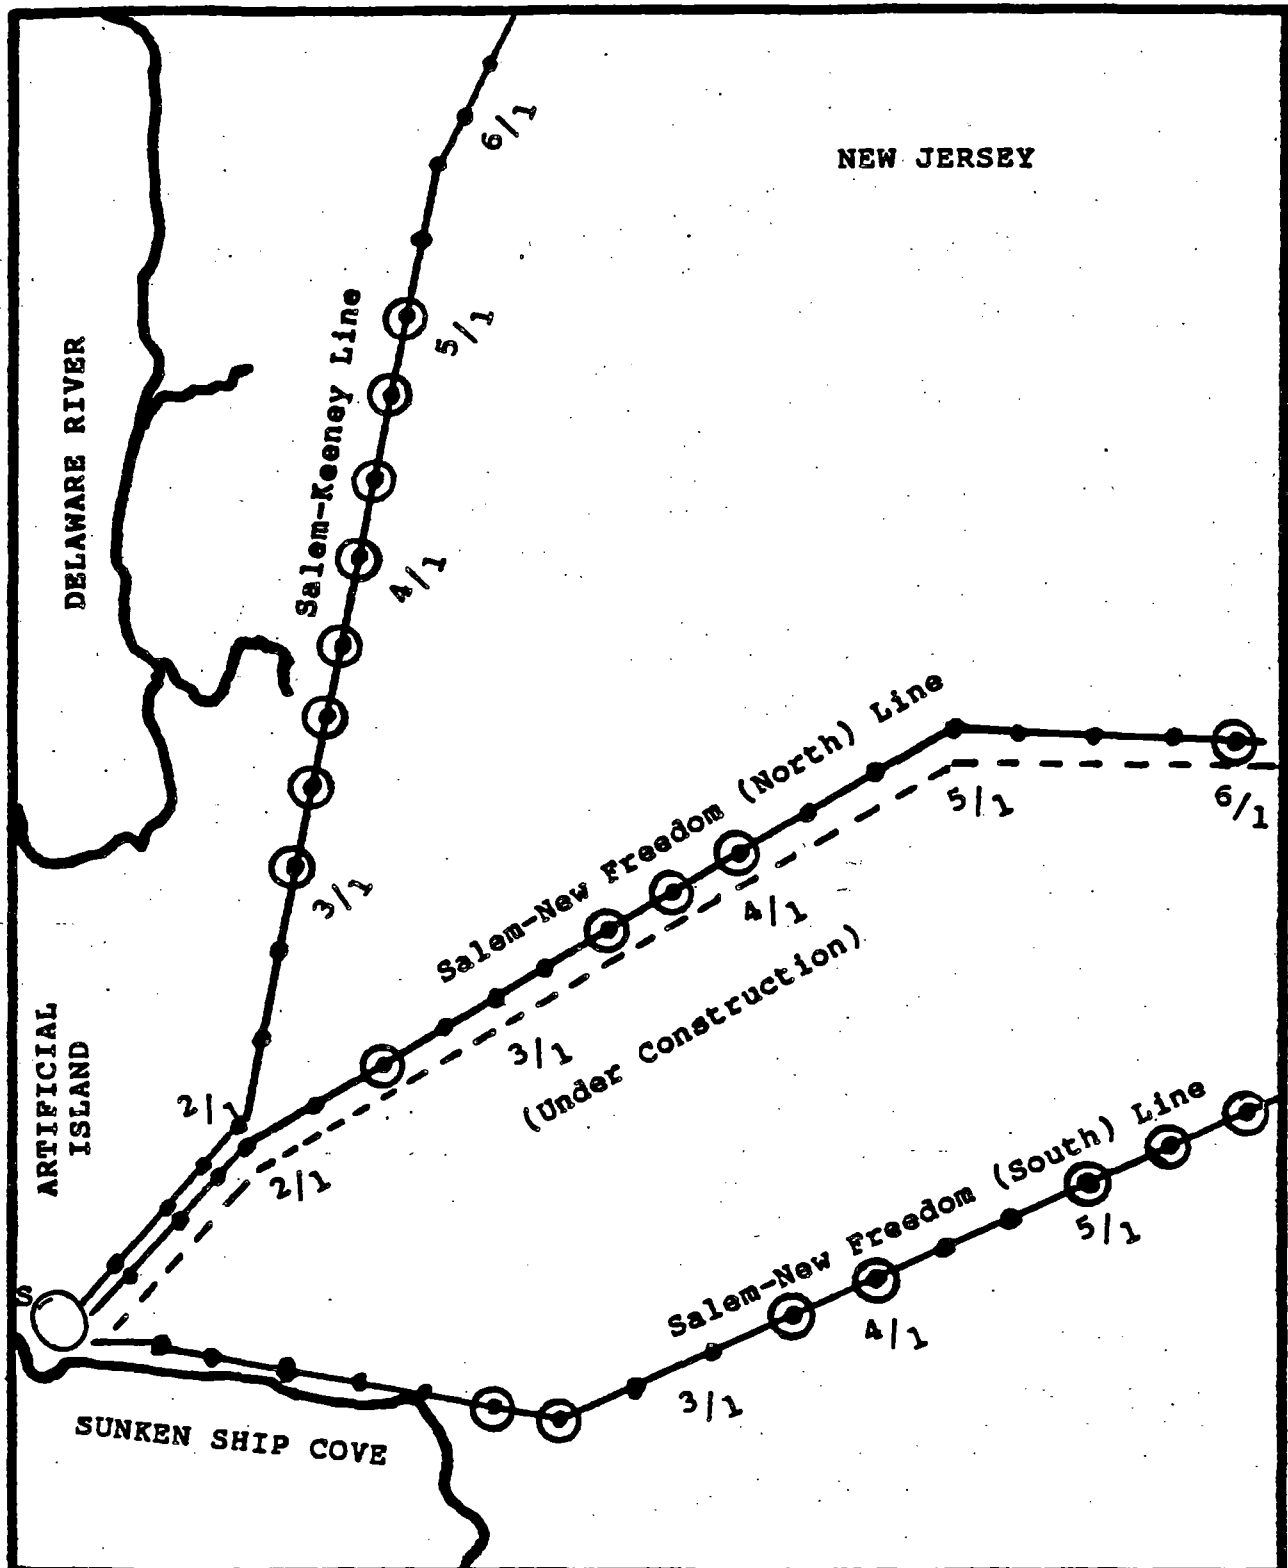 NEW JERSEY
DELAWARE RIVER
ARTIFICIAL
ISLAND
S
SUNKEN SHIP COVE
Salem-Keeney Line
6/1
5/1
4/1
3/1
2/1
Salem-New Freedom (North) Line
(Under Construction)
2/1
3/1
4/1
5/1
6/1
Salem-New Freedom (South) Line
3/1
4/1
5/1